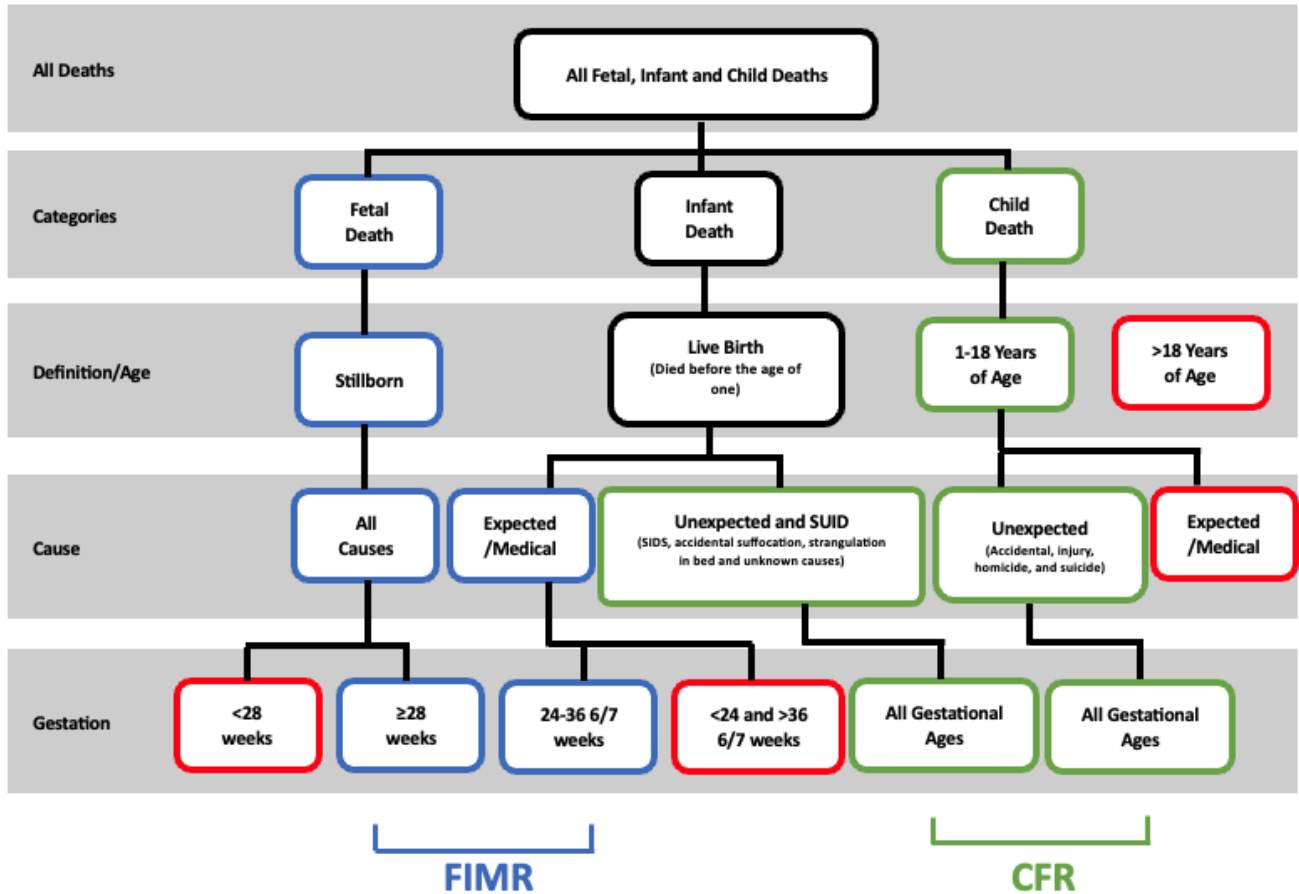 All Deaths
All Fetal, Infant and Child Deaths
Categories
Fetal
Death
Infant
Death
Child
Death
Definition/Age
Stillborn
Live Birth
(Died before the age of
one)
1-18 Years
of Age
>18 Years
of Age
Cause
All
Causes
Expected
/Medical
Unexpected and SUID
(SIDS, accidental suffocation, strangulation
in bed and unknown causes)
Unexpected
(Accidental, injury,
homicide, and suicide)
Expected
/Medical
Gestation
<28
weeks
≥28
weeks
24-36 6/7
weeks
<24 and >36
6/7 weeks
All Gestational
Ages
All Gestational
Ages
FIMR
CFR